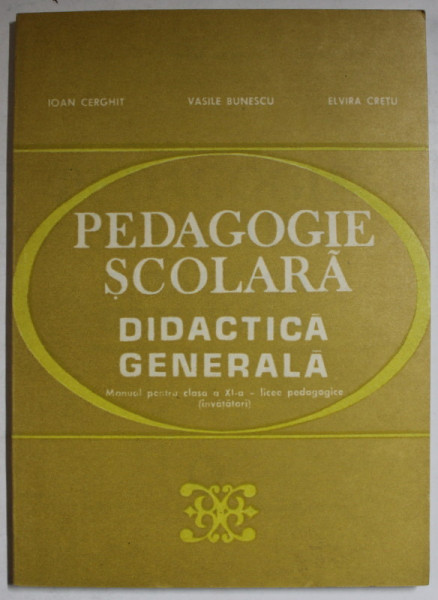 IOAN CERGHIT VASILE BUNESCU ELVIRA CREȚU
PEDAGOGIE
ȘCOLARĂ
DIDACTICĂ
GENERALĂ
Manual pentru clasa a XI-a – licee pedagogice
(învățători)